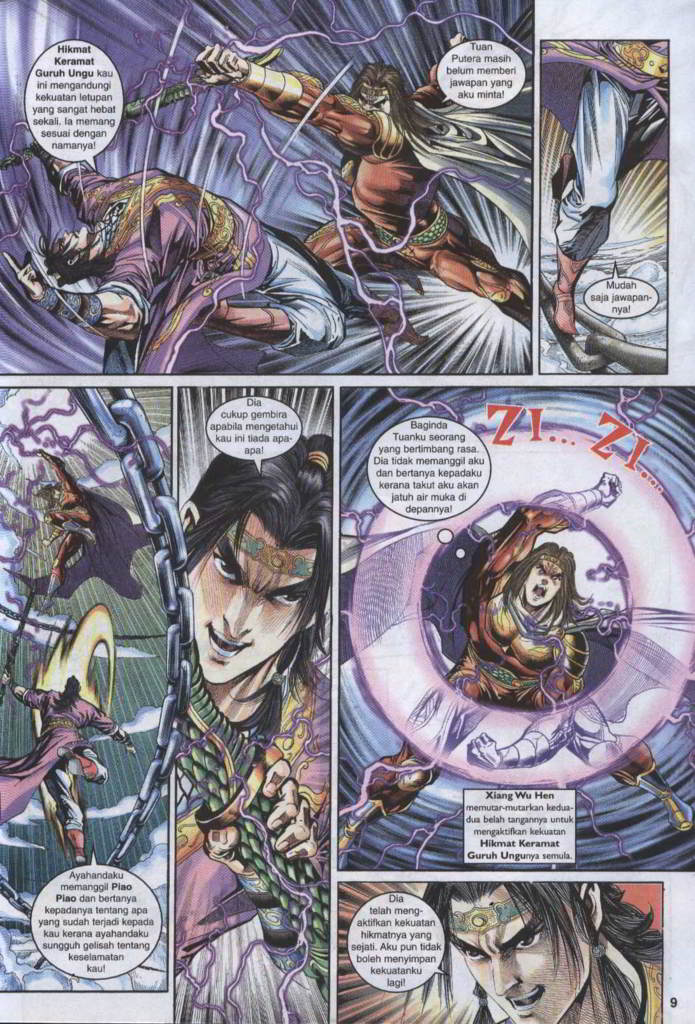 Hikmat
Keramat
Guruh Ungu kau
ini mengandungi
kekuatan letupan
yang sangat hebat
sekali. Ia memang
sesuai dengan
namanya!
Tuan
Putera masih
belum memberi
jawapan yang
aku minta!
Mudah
saja jawapan-
nya!
Ayahandaku
memanggil Piao
Piao dan bertanya
kepadanya tentang apa
yang sudah terjadi kepada
kau kerana ayahandaku
sungguh gelisah tentang
keselamatan
kau!
Dia
cukup gembira
apabila mengetahui
kau ini tiada apa-
apa!
Baginda
Tuanku seorang
yang bertimbang rasa.
Dia tidak memanggil aku
dan bertanya kepadaku
kerana takut aku akan
jatuh air muka di
depannya!
ZI... ZI.....
Xiang Wu Hen
memutar-mutarkan kedua-
dua belah tangannya untuk
mengaktifkan kekuatan
Hikmat Keramat
Guruh Ungunya semula.
Dia
telah meng-
aktifkan kekuatan
hikmatnya yang
sejati. Aku pun tidak
boleh menyimpan
kekuatanku
lagi!
9